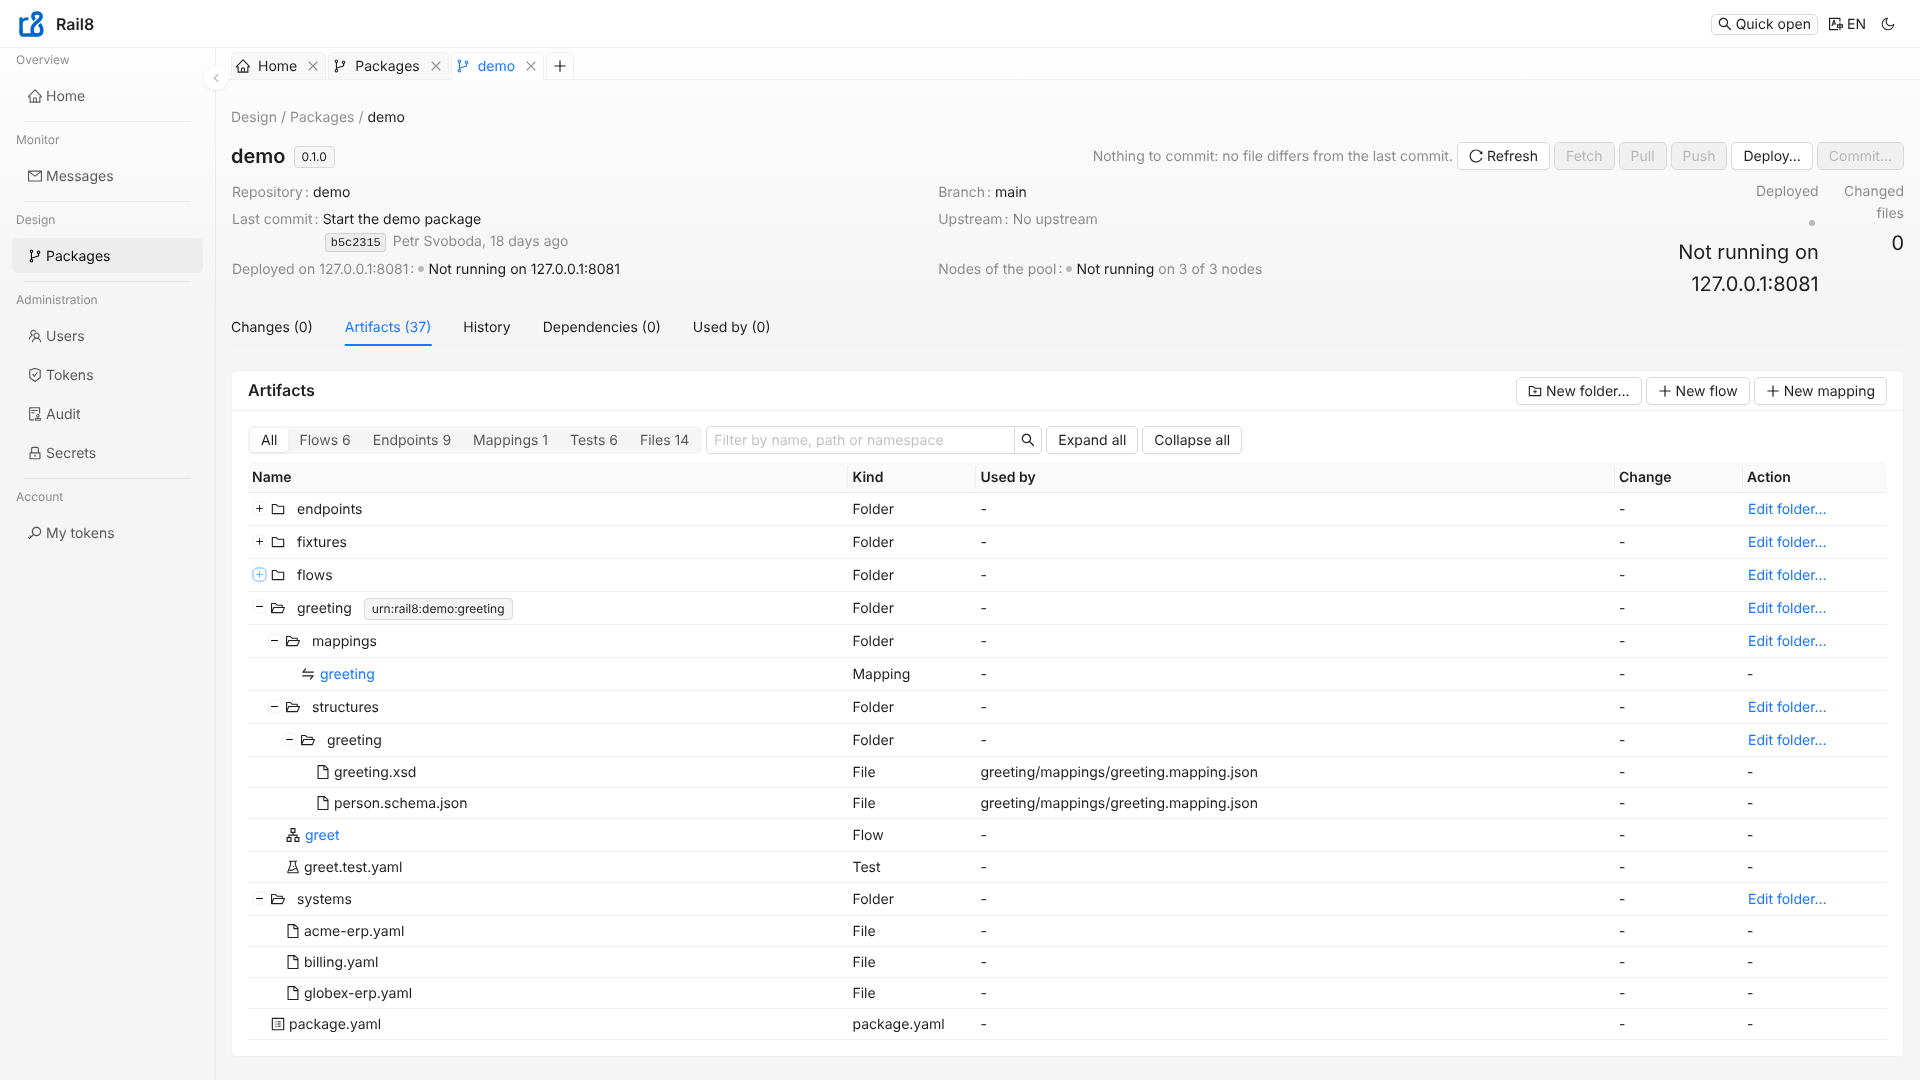 Rail8
Quick open
EN
Overview
Home
Monitor
Messages
Design
Packages
Administration
Users
Tokens
Audit
Secrets
Account
My tokens
Home
Packages
demo
Design / Packages / demo
demo 0.1.0
Nothing to commit: no file differs from the last commit.
Refresh
Fetch
Pull
Push
Deploy...
Commit...
Repository: demo
Branch: main
Last commit: Start the demo package
b5c2315 Petr Svoboda, 18 days ago
Upstream: No upstream
Deployed on 127.0.0.1:8081: Not running on 127.0.0.1:8081
Nodes of the pool: Not running on 3 of 3 nodes
Deployed
Not running on
127.0.0.1:8081
Changed
files
0
Changes (0)
Artifacts (37)
History
Dependencies (0)
Used by (0)
Artifacts
New folder...
New flow
New mapping
All
Flows 6
Endpoints 9
Mappings 1
Tests 6
Files 14
Filter by name, path or namespace
Expand all
Collapse all
Name Kind Used by Change Action
endpoints Folder - - Edit folder...
fixtures Folder - - Edit folder...
flows Folder - - Edit folder...
greeting urn:rail8:demo:greeting Folder - - Edit folder...
mappings Folder - - Edit folder...
greeting Mapping - - -
structures Folder - - Edit folder...
greeting Folder - - Edit folder...
greeting.xsd File greeting/mappings/greeting.mapping.json - -
person.schema.json File greeting/mappings/greeting.mapping.json - -
greet Flow - - -
greet.test.yaml Test - - -
systems Folder - - Edit folder...
acme-erp.yaml File - - -
billing.yaml File - - -
globex-erp.yaml File - - -
package.yaml package.yaml - - -